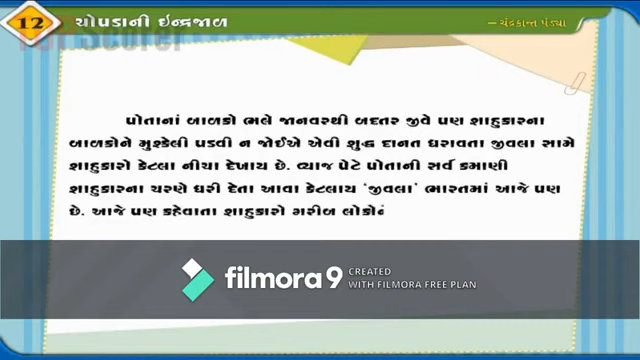 12 ચોપડાની ઇન્દ્રજાળ
– ચંદ્રકાન્ત પંડ્યા
પોતાનાં બાળકો ભલે જાનવરથી બદતર જીવે પણ શાહુકારના
બાળકોને મુશ્કેલી પડવી ન જોઈએ એવી શુદ્ધ દાનત ધરાવતા જીવલા સામે
શાહુકારો કેટલા નીચા દેખાય છે. વ્યાજ પેટે પોતાની સર્વ કમાણી
શાહુકારના ચરણે ધરી દેતા આવા કેટલાય 'જીવલા' ભારતમાં આજે પણ
છે. આજે પણ કહેવાતા શાહુકારો ગરીબ લોકોને
filmora9
CREATED
WITH FILMORA FREE PLAN